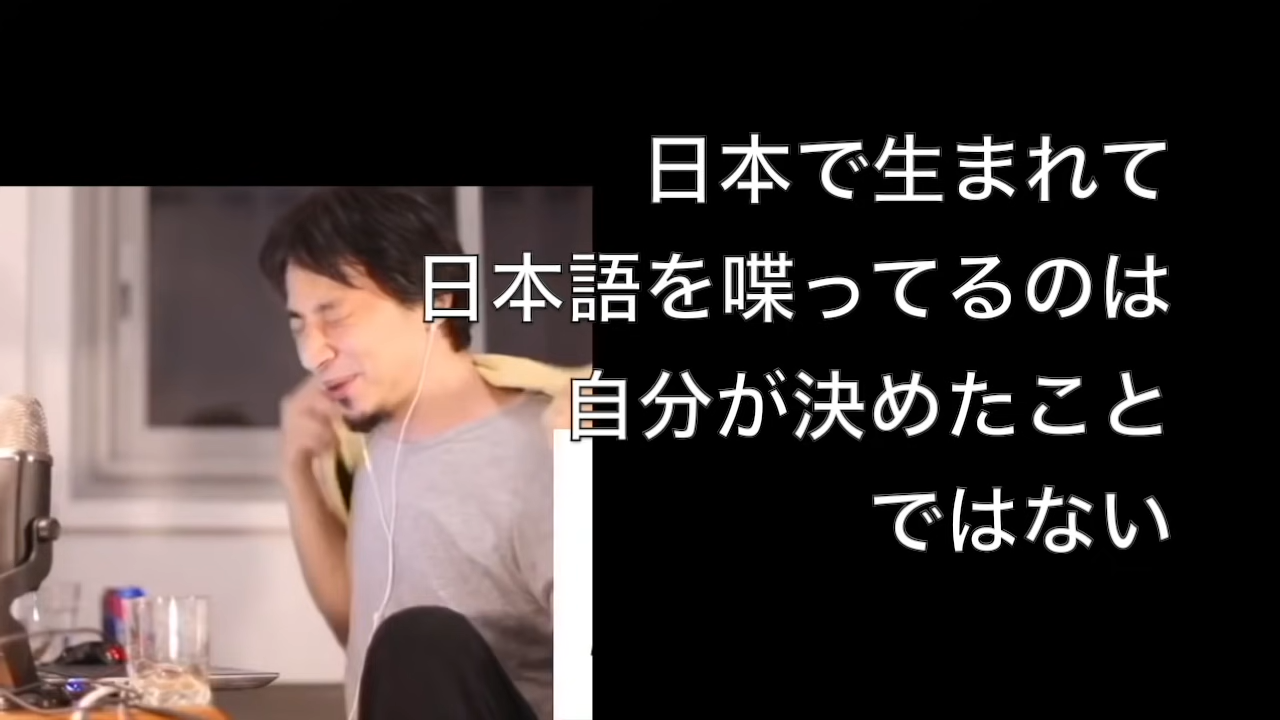 日本で生まれて
日本語を喋ってるのは
自分が決めたこと
ではない